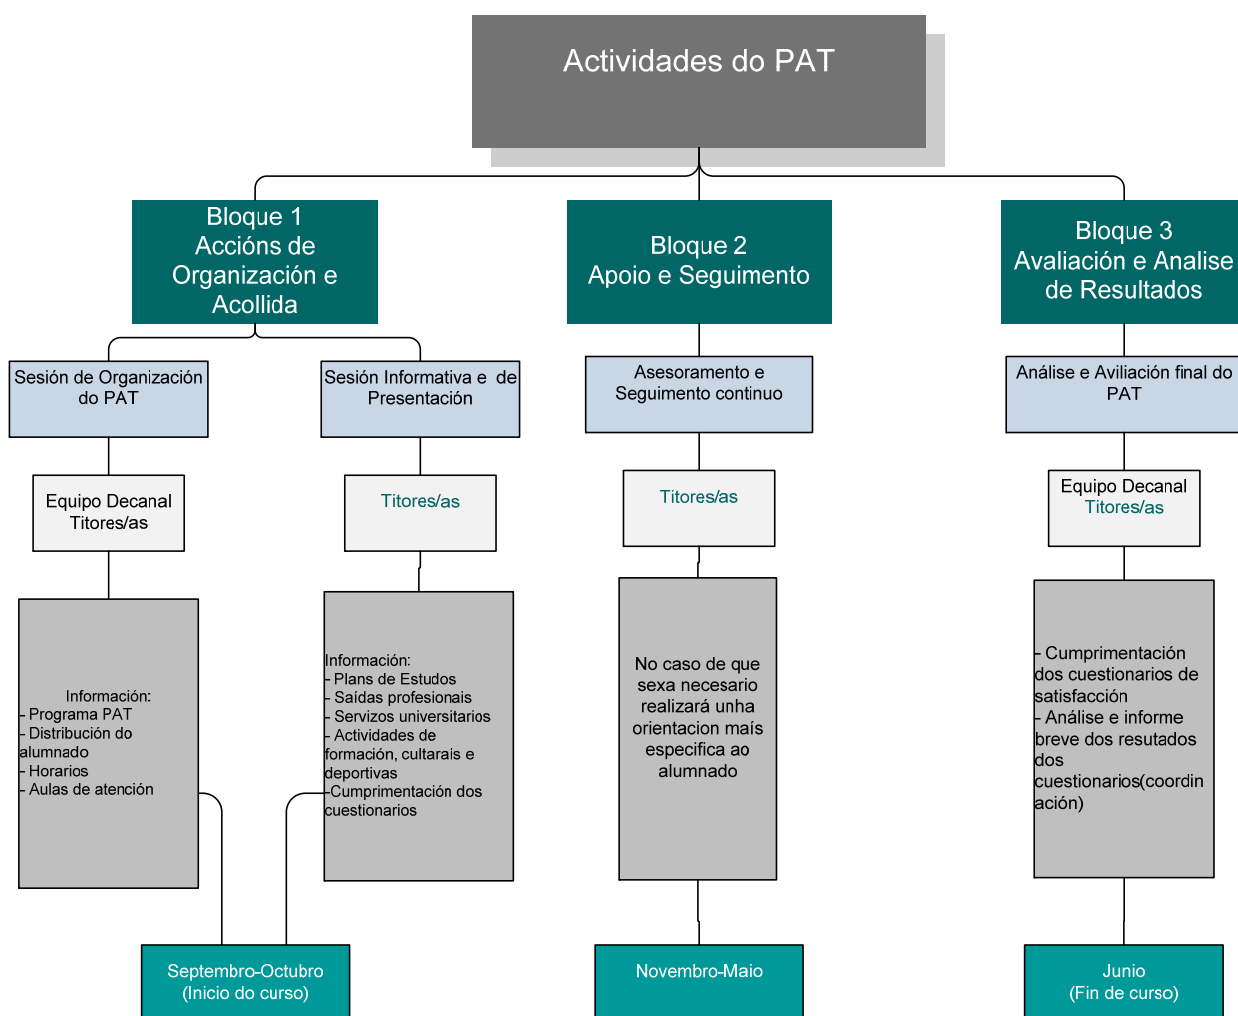 Actividades do PAT
Bloque 1
Accións de
Organización e
Acollida
Bloque 2
Apoio e Seguimento
Bloque 3
Avaliación e Analise
de Resultados
Sesión de Organización
do PAT
Sesión Informativa e de
Presentación
Asesoramento e
Seguimento continuo
Análise e Aviliación final do
PAT
Equipo Decanal
Titores/as
Titores/as
Titores/as
Equipo Decanal
Titores/as
Información:
- Programa PAT
- Distribución do
alumnado
- Horarios
- Aulas de atención
Información:
- Plans de Estudos
- Saídas profesionais
- Servizos universitarios
- Actividades de
formación, cultarais e
deportivas
-Cumprimentación dos
cuestionarios
No caso de que
sexa necesario
realizará unha
orientacion maís
especifica ao
alumnado
- Cumprimentación
dos cuestionarios de
satisfacción
- Análise e informe
breve dos resutados
dos
cuestionarios(coordin
ación)
Septembro-Octubro
(Inicio do curso)
Novembro-Maio
Junio
(Fin de curso)